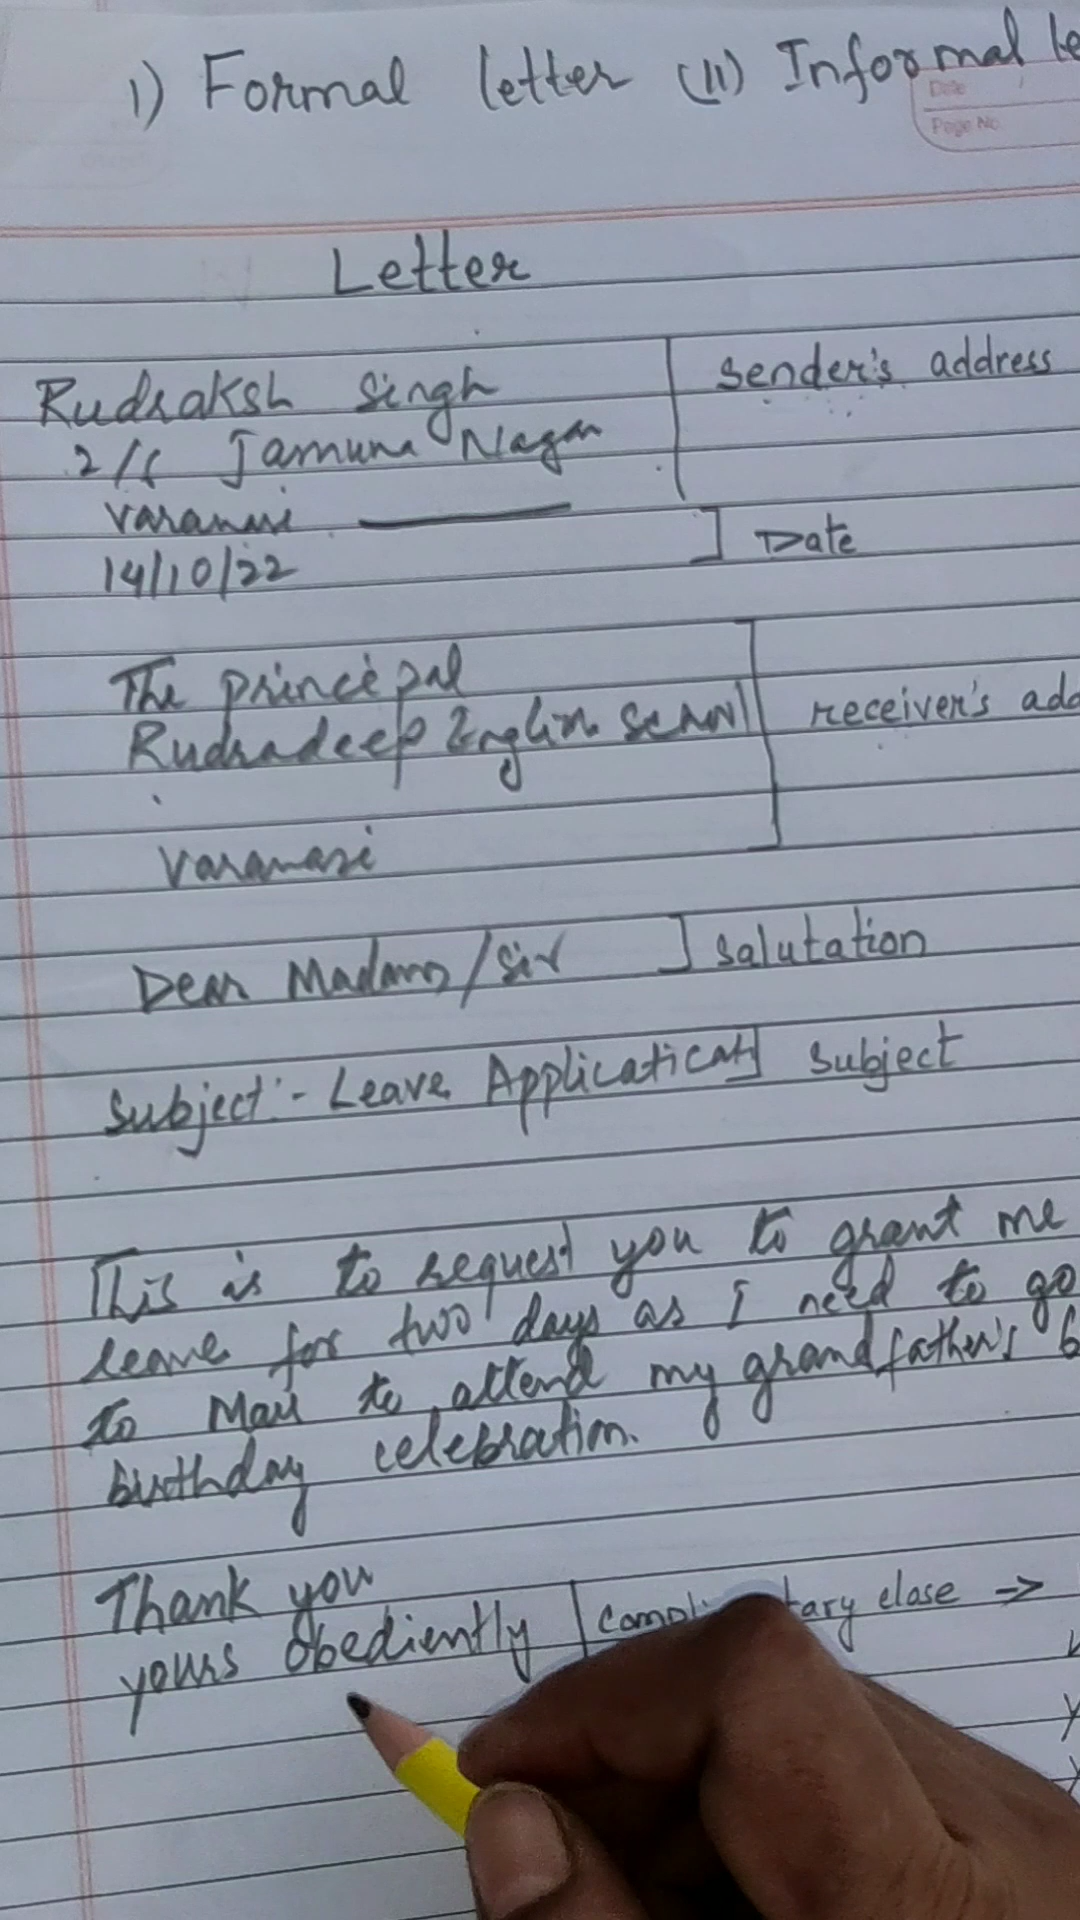 1) Formal letter (11) Informal le
Date
Page No
Letter
Rudraksh Singh sender's address
Jamuna Nagar
varanasi
Date
14/10/22
The principal
Rudradeep English School receiver's add
varanasi
Dear Madam/Sir salutation
Subject:- Leave Application subject
This is to request you to grant me
leave for two days as I need to go
to Mau to attend my grandfather's b
birthday celebration.
Thank you
yours obediently close ->